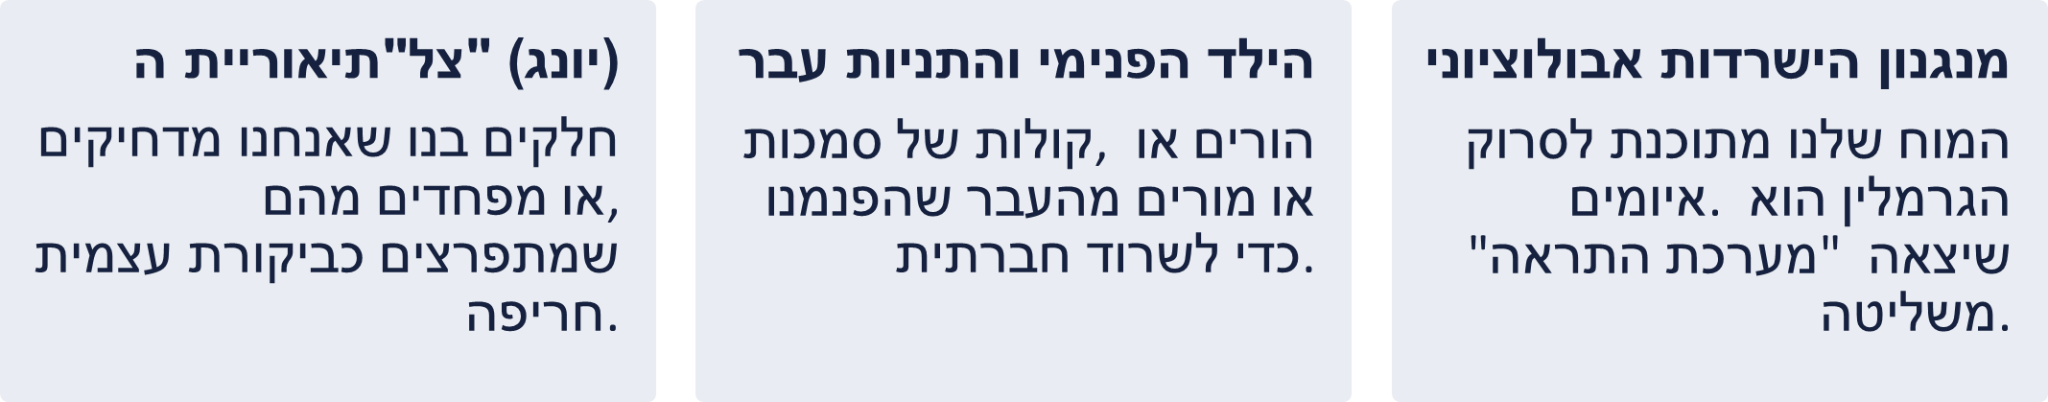 מנגנון הישרדות אבולוציוני
המוח שלנו מתוכנת לסרוק
הגרמלין הוא .איומים
שיצאה "מערכת התראה"
.משליטה
הילד הפנימי והתניות עבר
הורים או ,קולות של סמכות
או מורים מהעבר שהפנמנו
.כדי לשרוד חברתית
(יונג) "צל"תיאוריית ה
חלקים בנו שאנחנו מדחיקים
,או מפחדים מהם
שמתפרצים כביקורת עצמית
.חריפה